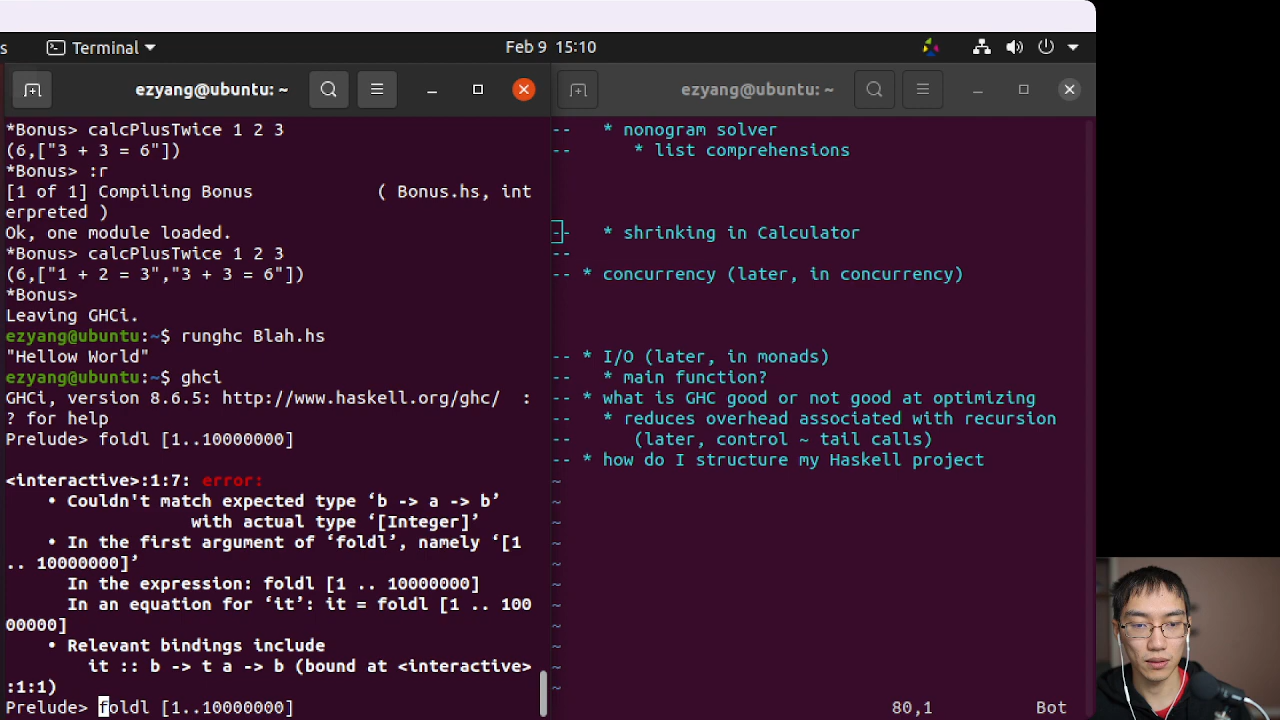 s Terminal Feb 9 15:10
ezyang@ubuntu: ~
ezyang@ubuntu: ~
*Bonus> calcPlusTwice 1 2 3
(6,["3 + 3 = 6"])
*Bonus> :r
[1 of 1] Compiling Bonus ( Bonus.hs, int
erpreted )
Ok, one module loaded.
*Bonus> calcPlusTwice 1 2 3
(6,["1 + 2 = 3","3 + 3 = 6"])
*Bonus>
Leaving GHCi.
ezyang@ubuntu:~$ runghc Blah.hs
"Hellow World"
ezyang@ubuntu:~$ ghci
GHCi, version 8.6.5: http://www.haskell.org/ghc/ :
? for help
Prelude> foldl [1..10000000]
<interactive>:1:7: error:
• Couldn't match expected type ‘b -> a -> b’
with actual type ‘[Integer]’
• In the first argument of ‘foldl’, namely ‘[1
.. 10000000]’
In the expression: foldl [1 .. 10000000]
In an equation for ‘it’: it = foldl [1 .. 100
00000]
• Relevant bindings include
it :: b -> t a -> b (bound at <interactive>
:1:1)
Prelude> foldl [1..10000000]
-- * nonogram solver
-- * list comprehensions
-- * shrinking in Calculator
--
-- * concurrency (later, in concurrency)
-- * I/O (later, in monads)
-- * main function?
-- * what is GHC good or not good at optimizing
-- * reduces overhead associated with recursion
-- (later, control ~ tail calls)
-- * how do I structure my Haskell project
~
~
~
~
~
~
~
~
~
~
~
80,1 Bot